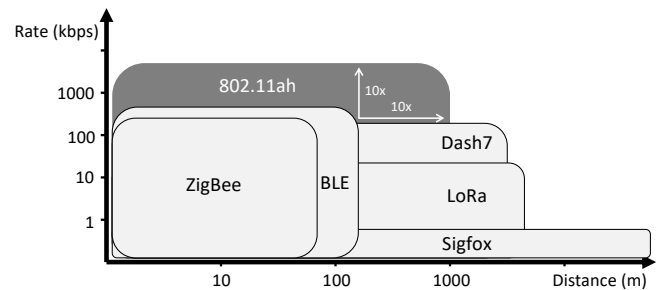 Rate (kbps)
802.11ah
10x
10x
1000
100
10
1
Dash7
ZigBee
BLE
LoRa
Sigfox
10
100
1000
Distance (m)